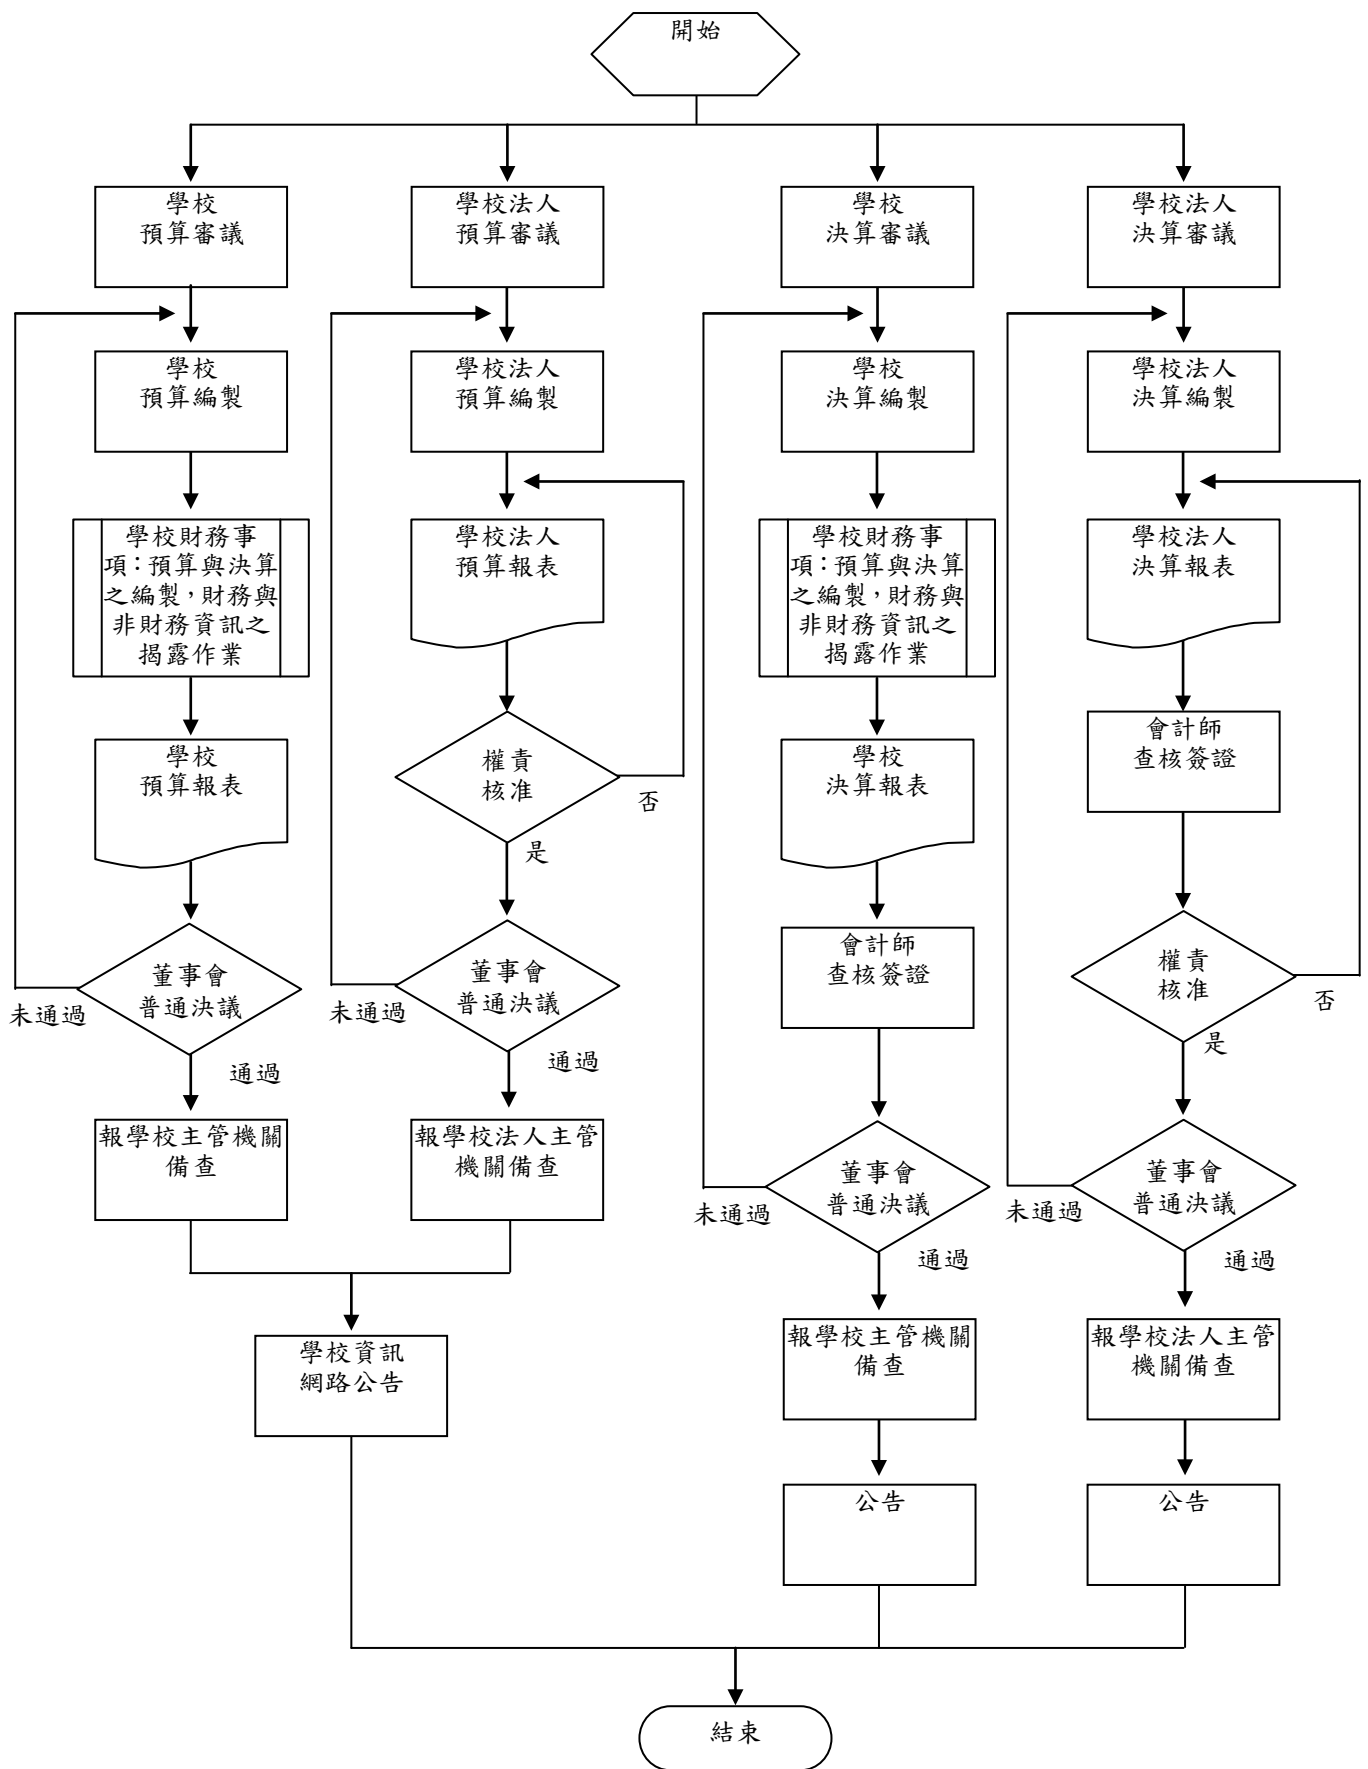 開始
學校
預算審議
學校法人
預算審議
學校
決算審議
學校法人
決算審議
學校
預算編製
學校法人
預算編製
學校
決算編製
學校法人
決算編製
學校財務事
項：預算與決算
之編製，財務與
非財務資訊之
揭露作業
學校法人
預算報表
學校財務事
項：預算與決算
之編製，財務與
非財務資訊之
揭露作業
學校法人
決算報表
學校
預算報表
權責
核准
否
是
學校
決算報表
會計師
查核簽證
董事會
普通決議
未通過
通過
董事會
普通決議
未通過
通過
會計師
查核簽證
權責
核准
否
是
報學校主管機關
備查
報學校法人主管
機關備查
董事會
普通決議
未通過
通過
董事會
普通決議
未通過
通過
學校資訊
網路公告
報學校主管機關
備查
報學校法人主管
機關備查
公告
公告
結束